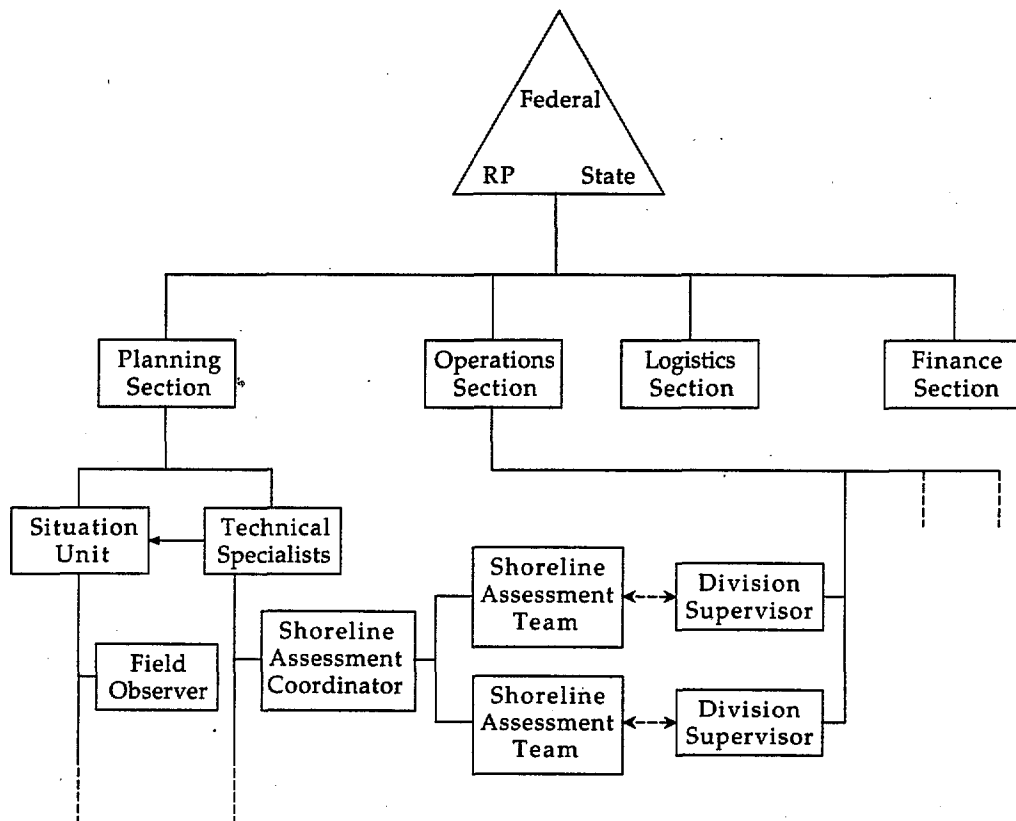 Federal
RP State
Planning
Section
Operations
Section
Logistics
Section
Finance
Section
Situation
Unit
Technical
Specialists
Shoreline
Assessment
Team
Division
Supervisor
Shoreline
Assessment
Coordinator
Field
Observer
Shoreline
Assessment
Team
Division
Supervisor